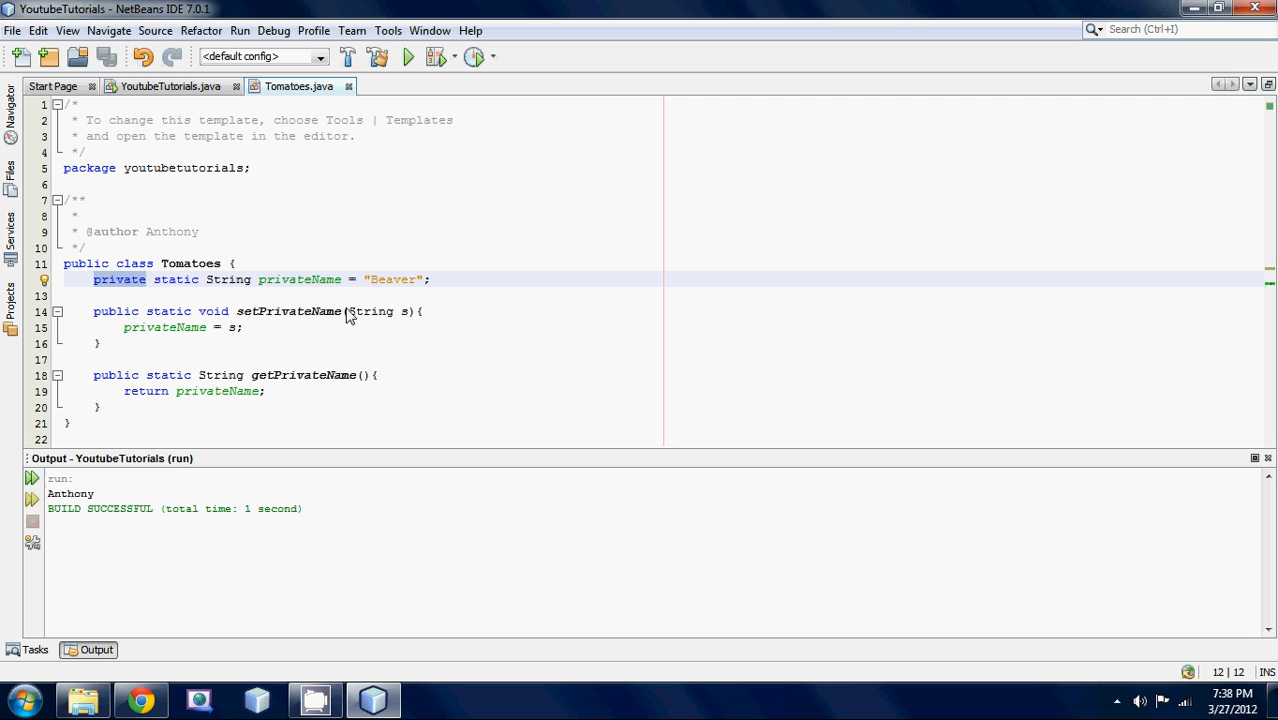 YoutubeTutorials - NetBeans IDE 7.0.1
File Edit View Navigate Source Refactor Run Debug Profile Team Tools Window Help
Search (Ctrl+I)
<default config>
Start Page YoutubeTutorials.java Tomatoes.java
Navigator
Files
Services
Projects
1 /*
2  * To change this template, choose Tools | Templates
3  * and open the template in the editor.
4  */
5 package youtubetutorials;
6
7 /**
8  *
9  * @author Anthony
10  */
11 public class Tomatoes {
private static String privateName = "Beaver";
13
14 public static void setPrivateName(String s){
15 privateName = s;
16 }
17
18 public static String getPrivateName(){
19 return privateName;
20 }
21 }
22
Output - YoutubeTutorials (run)
run:
Anthony
BUILD SUCCESSFUL (total time: 1 second)
Tasks Output
12 | 12 INS
7:38 PM
3/27/2012